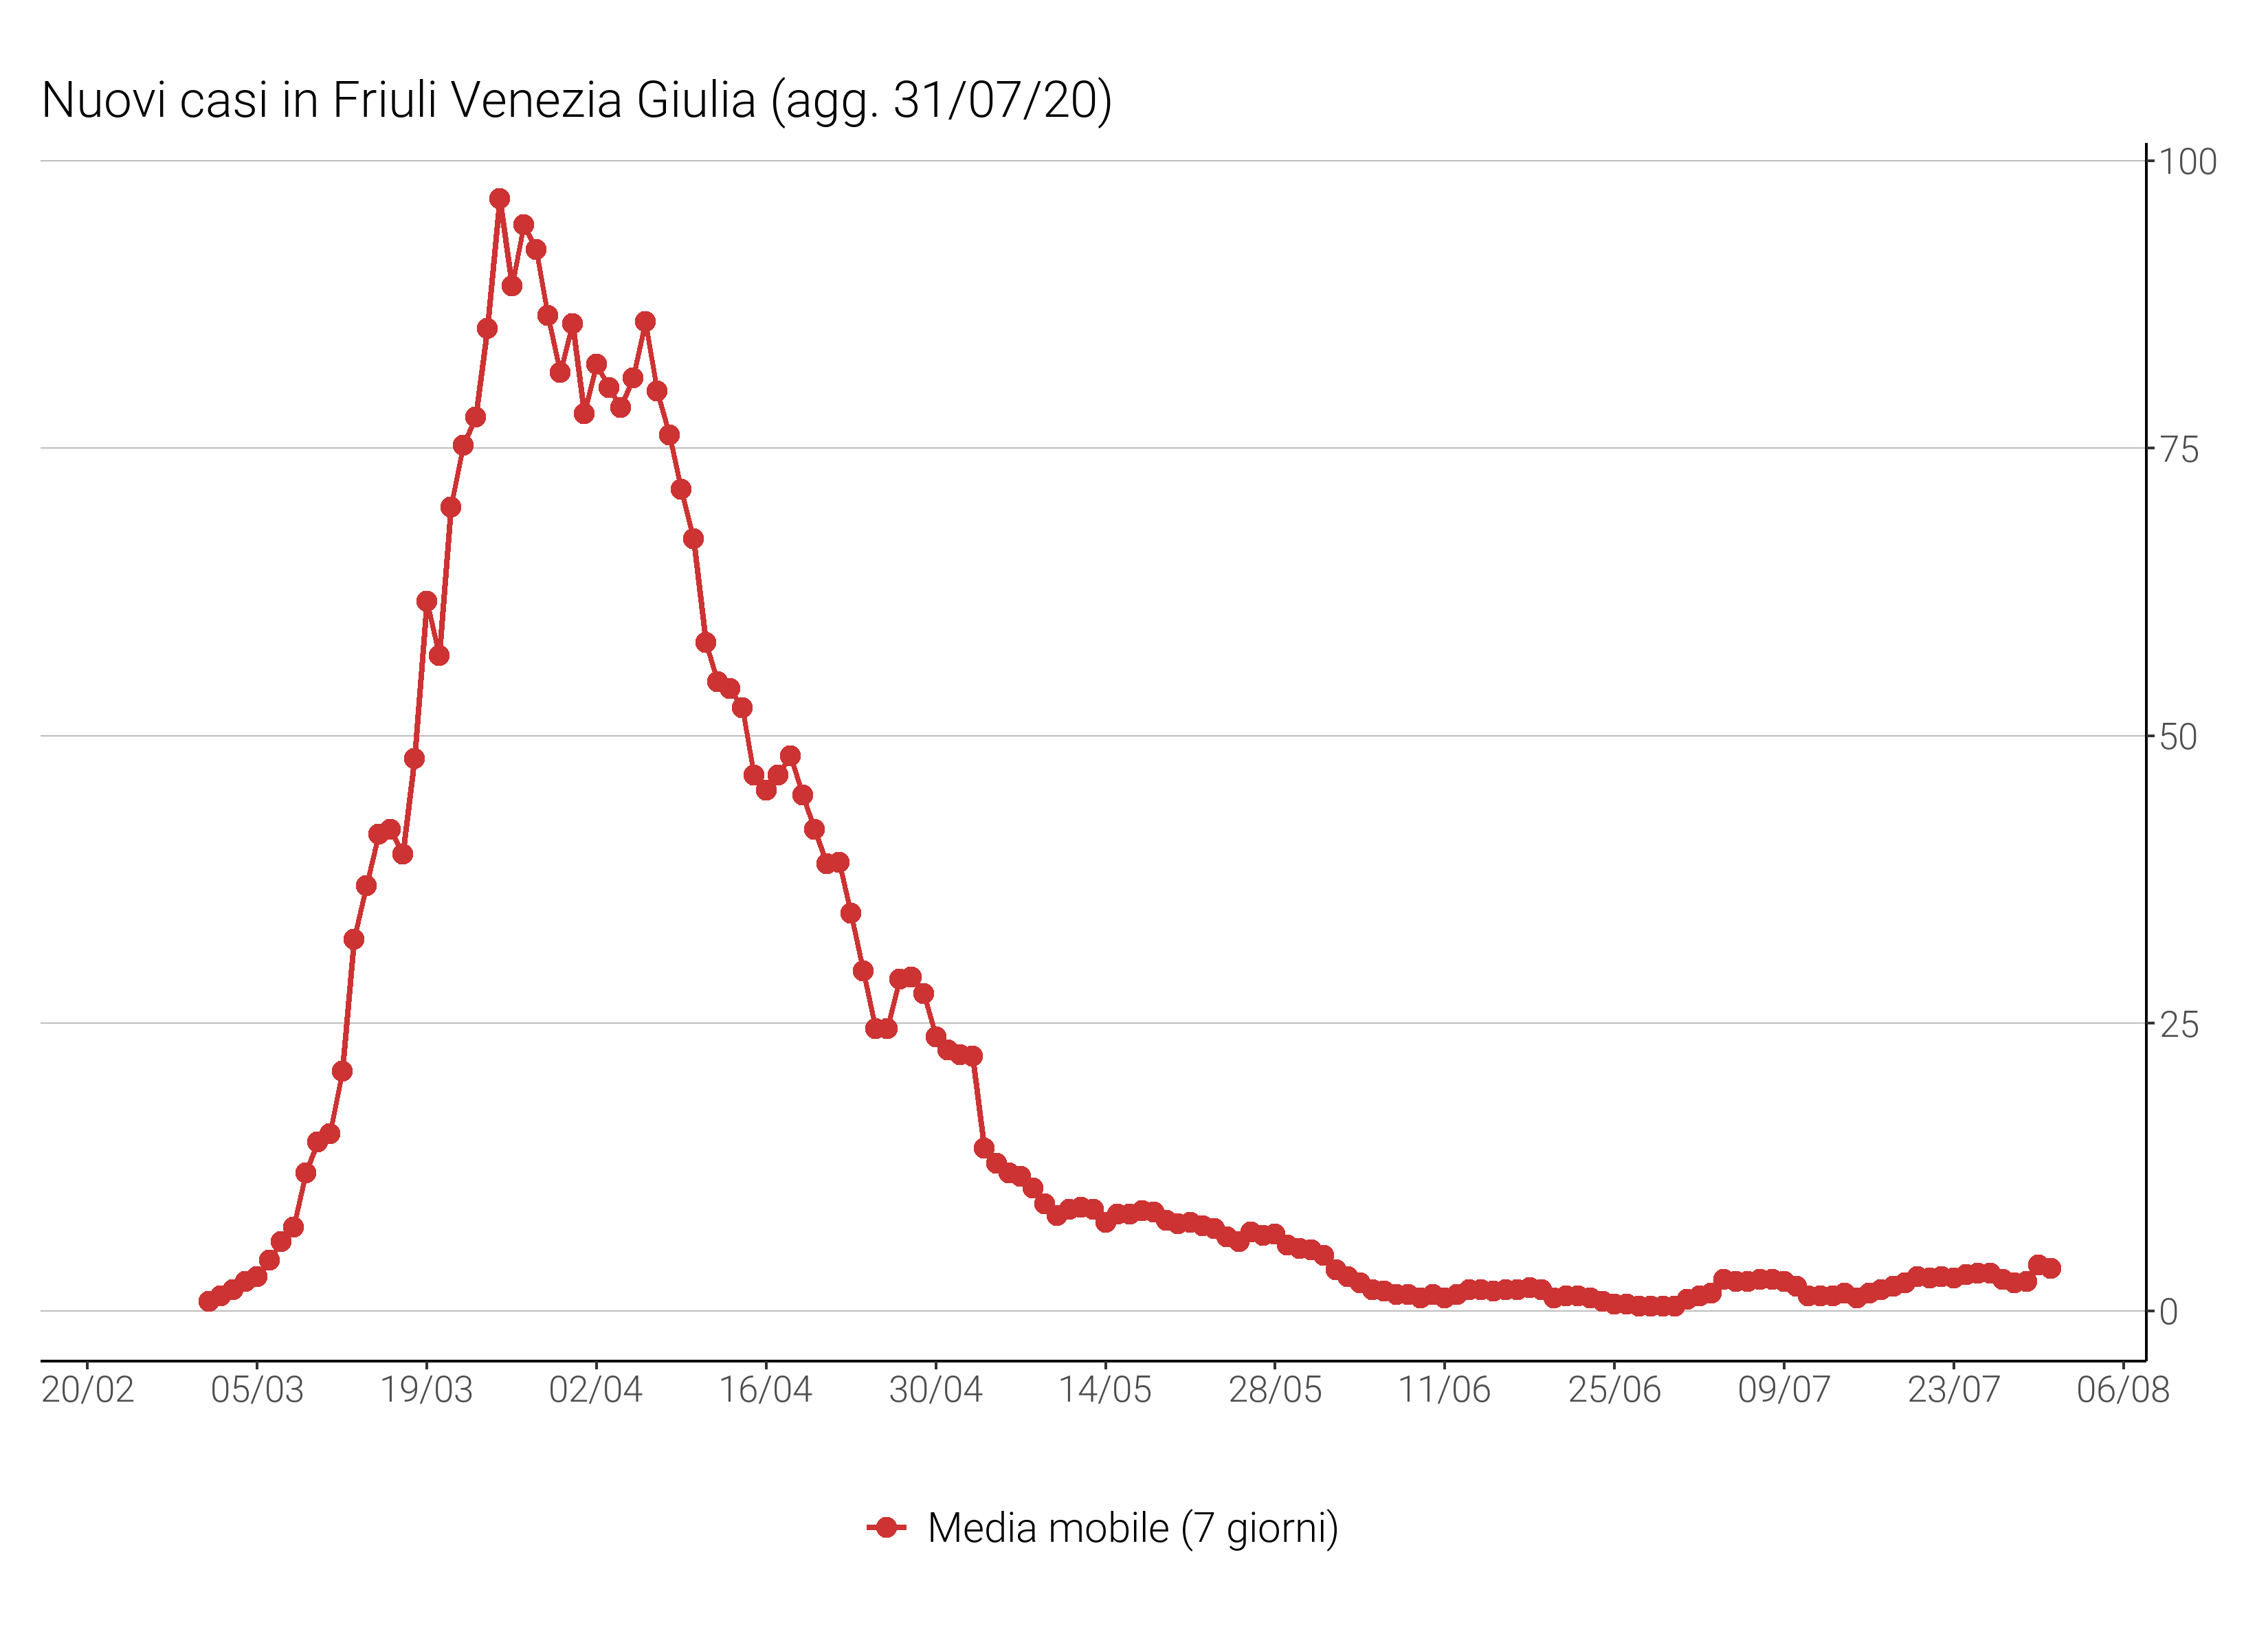 Nuovi casi in Friuli Venezia Giulia (agg. 31/07/20)
100
75
50
25
0
20/02 05/03 19/03 02/04 16/04 30/04 14/05 28/05 11/06 25/06 09/07 23/07 06/08
Media mobile (7 giorni)